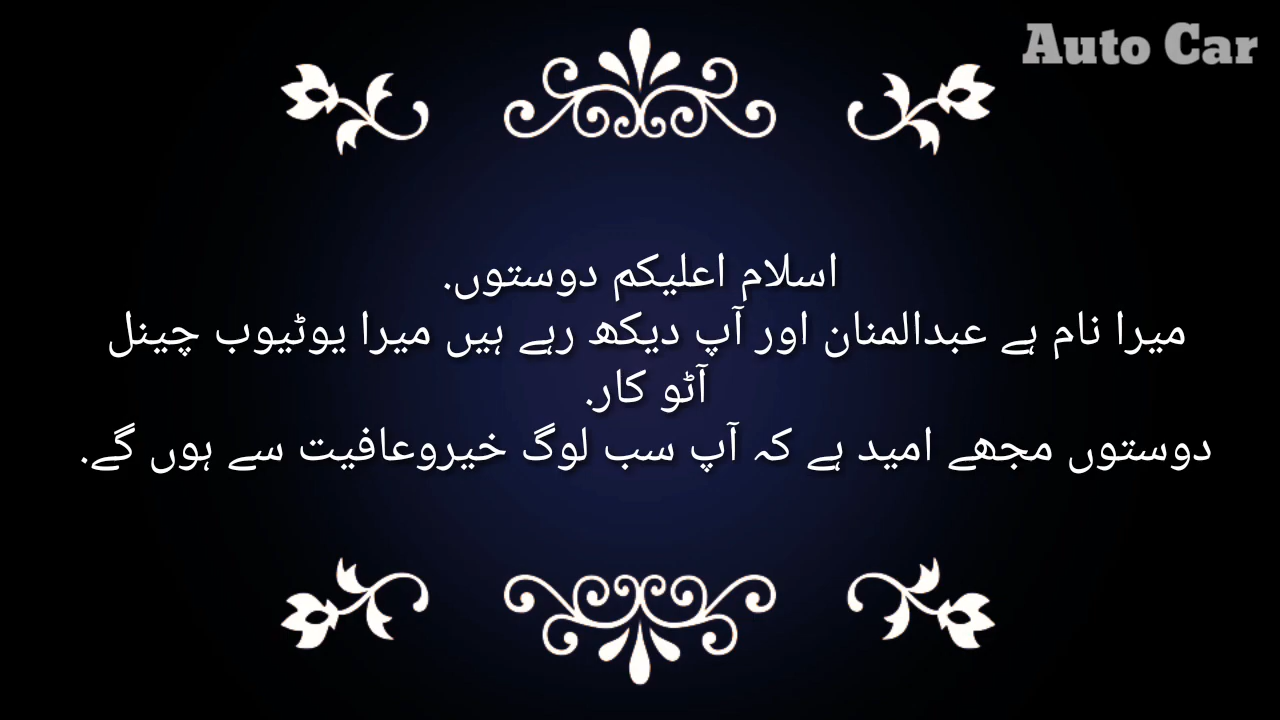 Auto Car
اسلام اعلیکم دوستوں.
میرا نام ہے عبدالمنان اور آپ دیکھ رہے ہیں میرا یوٹیوب چینل
آٹو کار.
دوستوں مجھے امید ہے کہ آپ سب لوگ خیروعافیت سے ہوں گے.